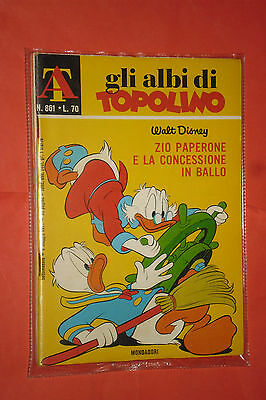 AT
N. 861 • L. 70
gli albi di
TOPOLINO
Walt Disney
ZIO PAPERONE
E LA CONCESSIONE
IN BALLO
MONDADORI